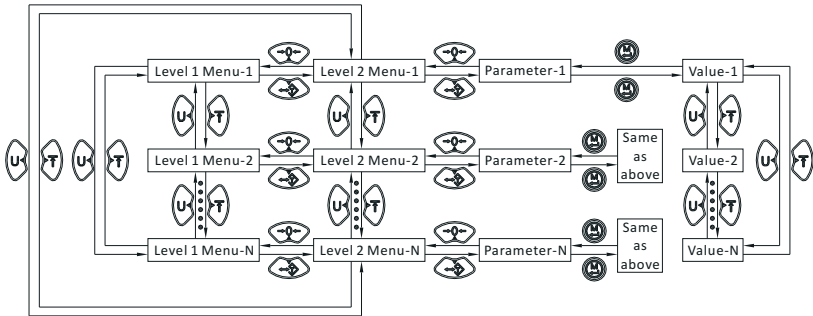 Level 1 Menu-1 Level 2 Menu-1 Parameter-1 M M Value-1
U T U T U T
U T U T U T
Level 1 Menu-2 Level 2 Menu-2 Parameter-2 M M Same as above Value-2
U T U T U T
Level 1 Menu-N Level 2 Menu-N Parameter-N M M Same as above Value-N